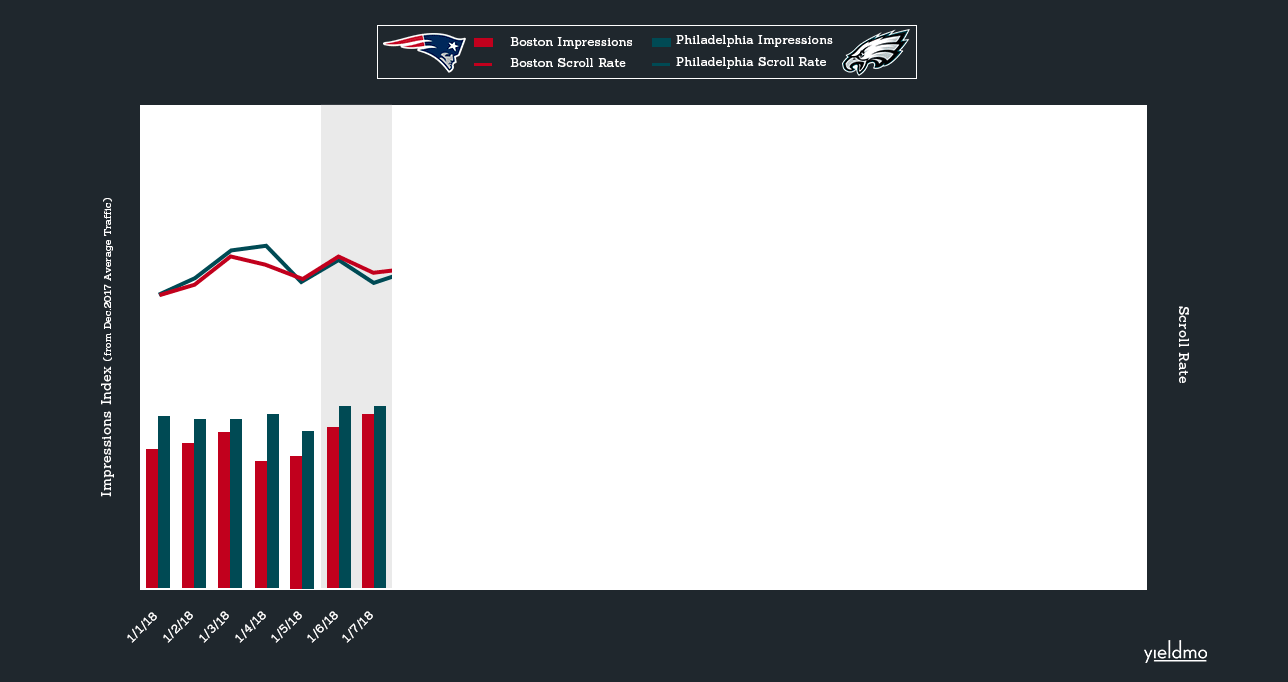 Boston Impressions
Philadelphia Impressions
Boston Scroll Rate
Philadelphia Scroll Rate
Impressions Index (from Dec.2017 Average Traffic)
Scroll Rate
1/1/18
1/2/18
1/3/18
1/4/18
1/5/18
1/6/18
1/7/18
yieldmo